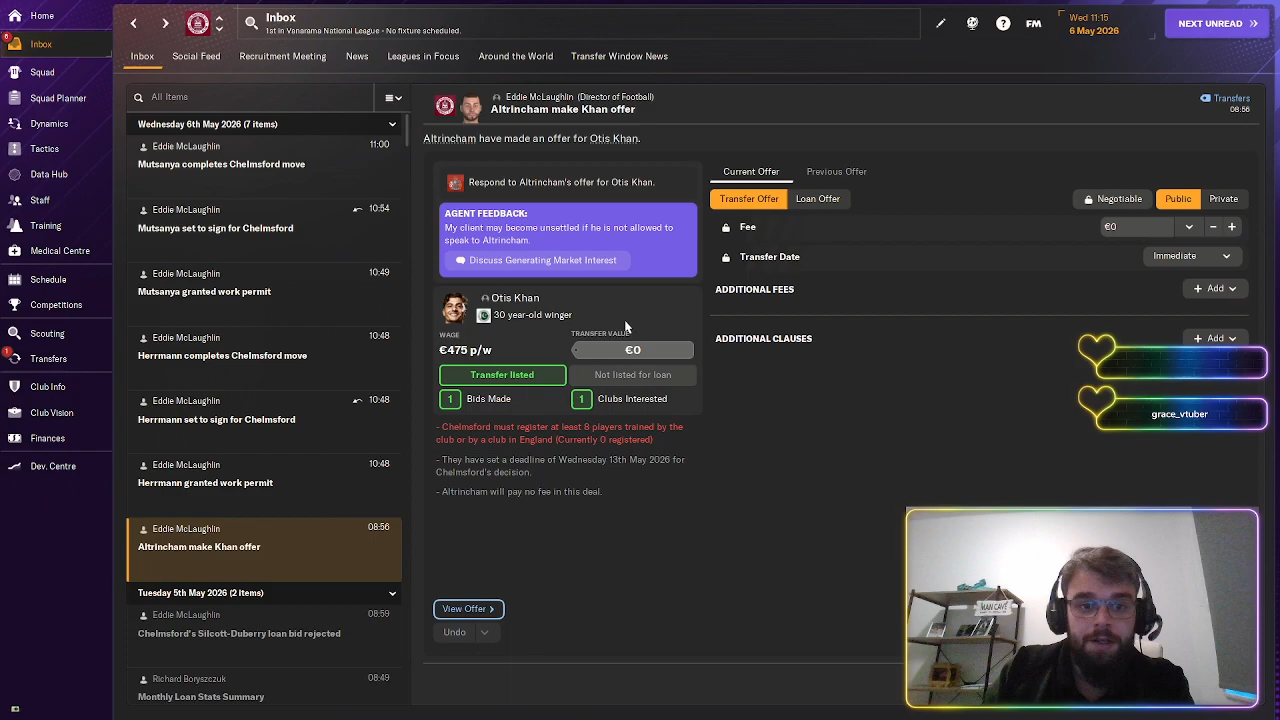 Home
6
Inbox
Squad
Squad Planner
Dynamics
Tactics
Data Hub
Staff
Training
Medical Centre
Schedule
Competitions
Scouting
1
Transfers
Club Info
Club Vision
Finances
Dev. Centre
Inbox
1st in Vanarama National League - No fixture scheduled.
FM
Wed 11:15
6 May 2026
NEXT UNREAD
Inbox
Social Feed
Recruitment Meeting
News
Leagues in Focus
Around the World
Transfer Window News
All Items
Wednesday 6th May 2026 (7 items)
Eddie McLaughlin
11:00
Mutsanya completes Chelmsford move
Eddie McLaughlin
10:54
Mutsanya set to sign for Chelmsford
Eddie McLaughlin
10:49
Mutsanya granted work permit
Eddie McLaughlin
10:48
Herrmann completes Chelmsford move
Eddie McLaughlin
10:48
Herrmann set to sign for Chelmsford
Eddie McLaughlin
10:48
Herrmann granted work permit
Eddie McLaughlin
08:56
Altrincham make Khan offer
Tuesday 5th May 2026 (2 items)
Eddie McLaughlin
08:59
Chelmsford's Silcott-Duberry loan bid rejected
Richard Boryszczuk
08:49
Monthly Loan Stats Summary
Eddie McLaughlin (Director of Football)
Altrincham make Khan offer
Transfers
08:56
Altrincham have made an offer for Otis Khan.
Respond to Altrincham's offer for Otis Khan.
AGENT FEEDBACK:
My client may become unsettled if he is not allowed to
speak to Altrincham.
Discuss Generating Market Interest
Otis Khan
30 year-old winger
WAGE
TRANSFER VALUE
€475 p/w
€0
Transfer listed
Not listed for loan
1 Bids Made
1 Clubs Interested
- Chelmsford must register at least 8 players trained by the
club or by a club in England (Currently 0 registered)
- They have set a deadline of Wednesday 13th May 2026 for
Chelmsford's decision.
- Altrincham will pay no fee in this deal.
View Offer
Undo
Current Offer
Previous Offer
Transfer Offer
Loan Offer
Negotiable
Public
Private
Fee
€0
Transfer Date
Immediate
ADDITIONAL FEES
+ Add
ADDITIONAL CLAUSES
+ Add
grace_vtuber
MAN CAVE